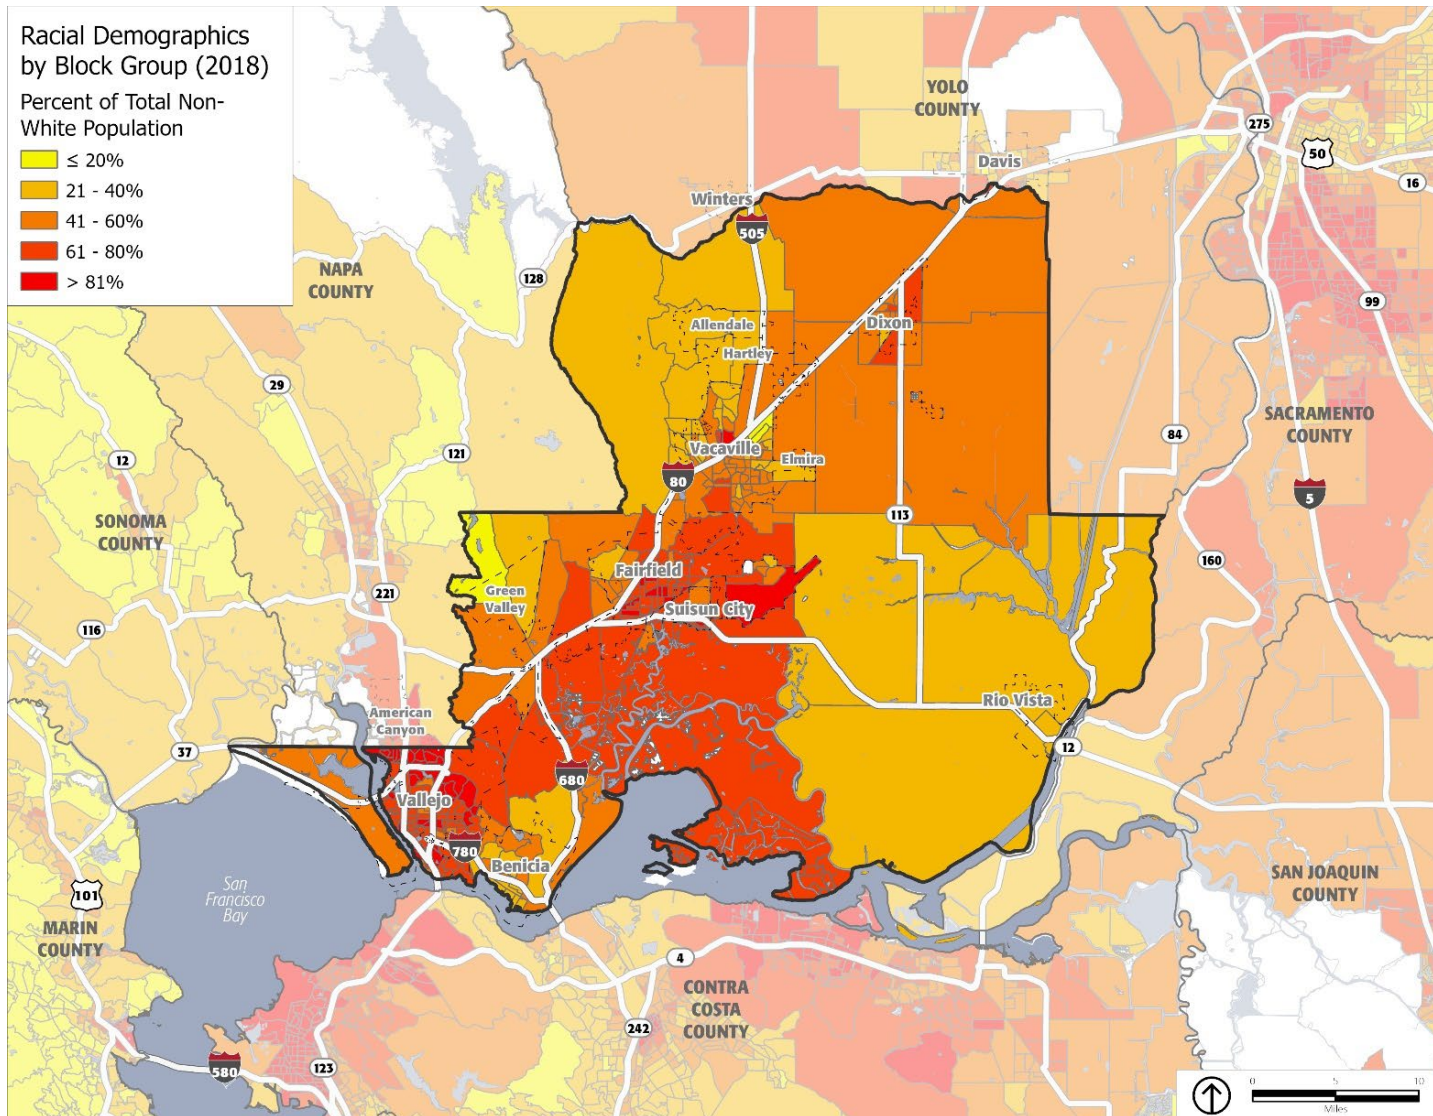 Racial Demographics
by Block Group (2018)
Percent of Total Non-
White Population
≤ 20%
21 - 40%
41 - 60%
61 - 80%
> 81%
YOLO
COUNTY
275
50
Davis
16
Winters
505
NAPA
COUNTY
128
99
Allendale
Dixon
Hartley
29
SACRAMENTO
COUNTY
84
12
121
Vacaville
Elmira
80
5
SONOMA
COUNTY
113
160
Fairfield
221
Green
Valley
Suisun City
116
Rio Vista
American
Canyon
37
12
680
Vallejo
780
Benicia
San
Francisco
Bay
101
MARIN
COUNTY
SAN JOAQUIN
COUNTY
4
CONTRA
COSTA
COUNTY
242
580
123
0 5 10
Miles